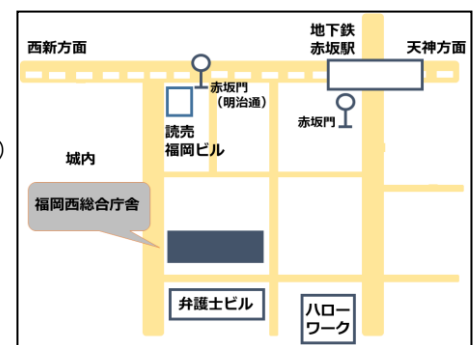 地下鉄
赤坂駅
西新方面
天神方面
赤坂門
（明治通）
赤坂門
読売
福岡ビル
）
城内
福岡西総合庁舎
弁護士ビル
ハロー
ワーク